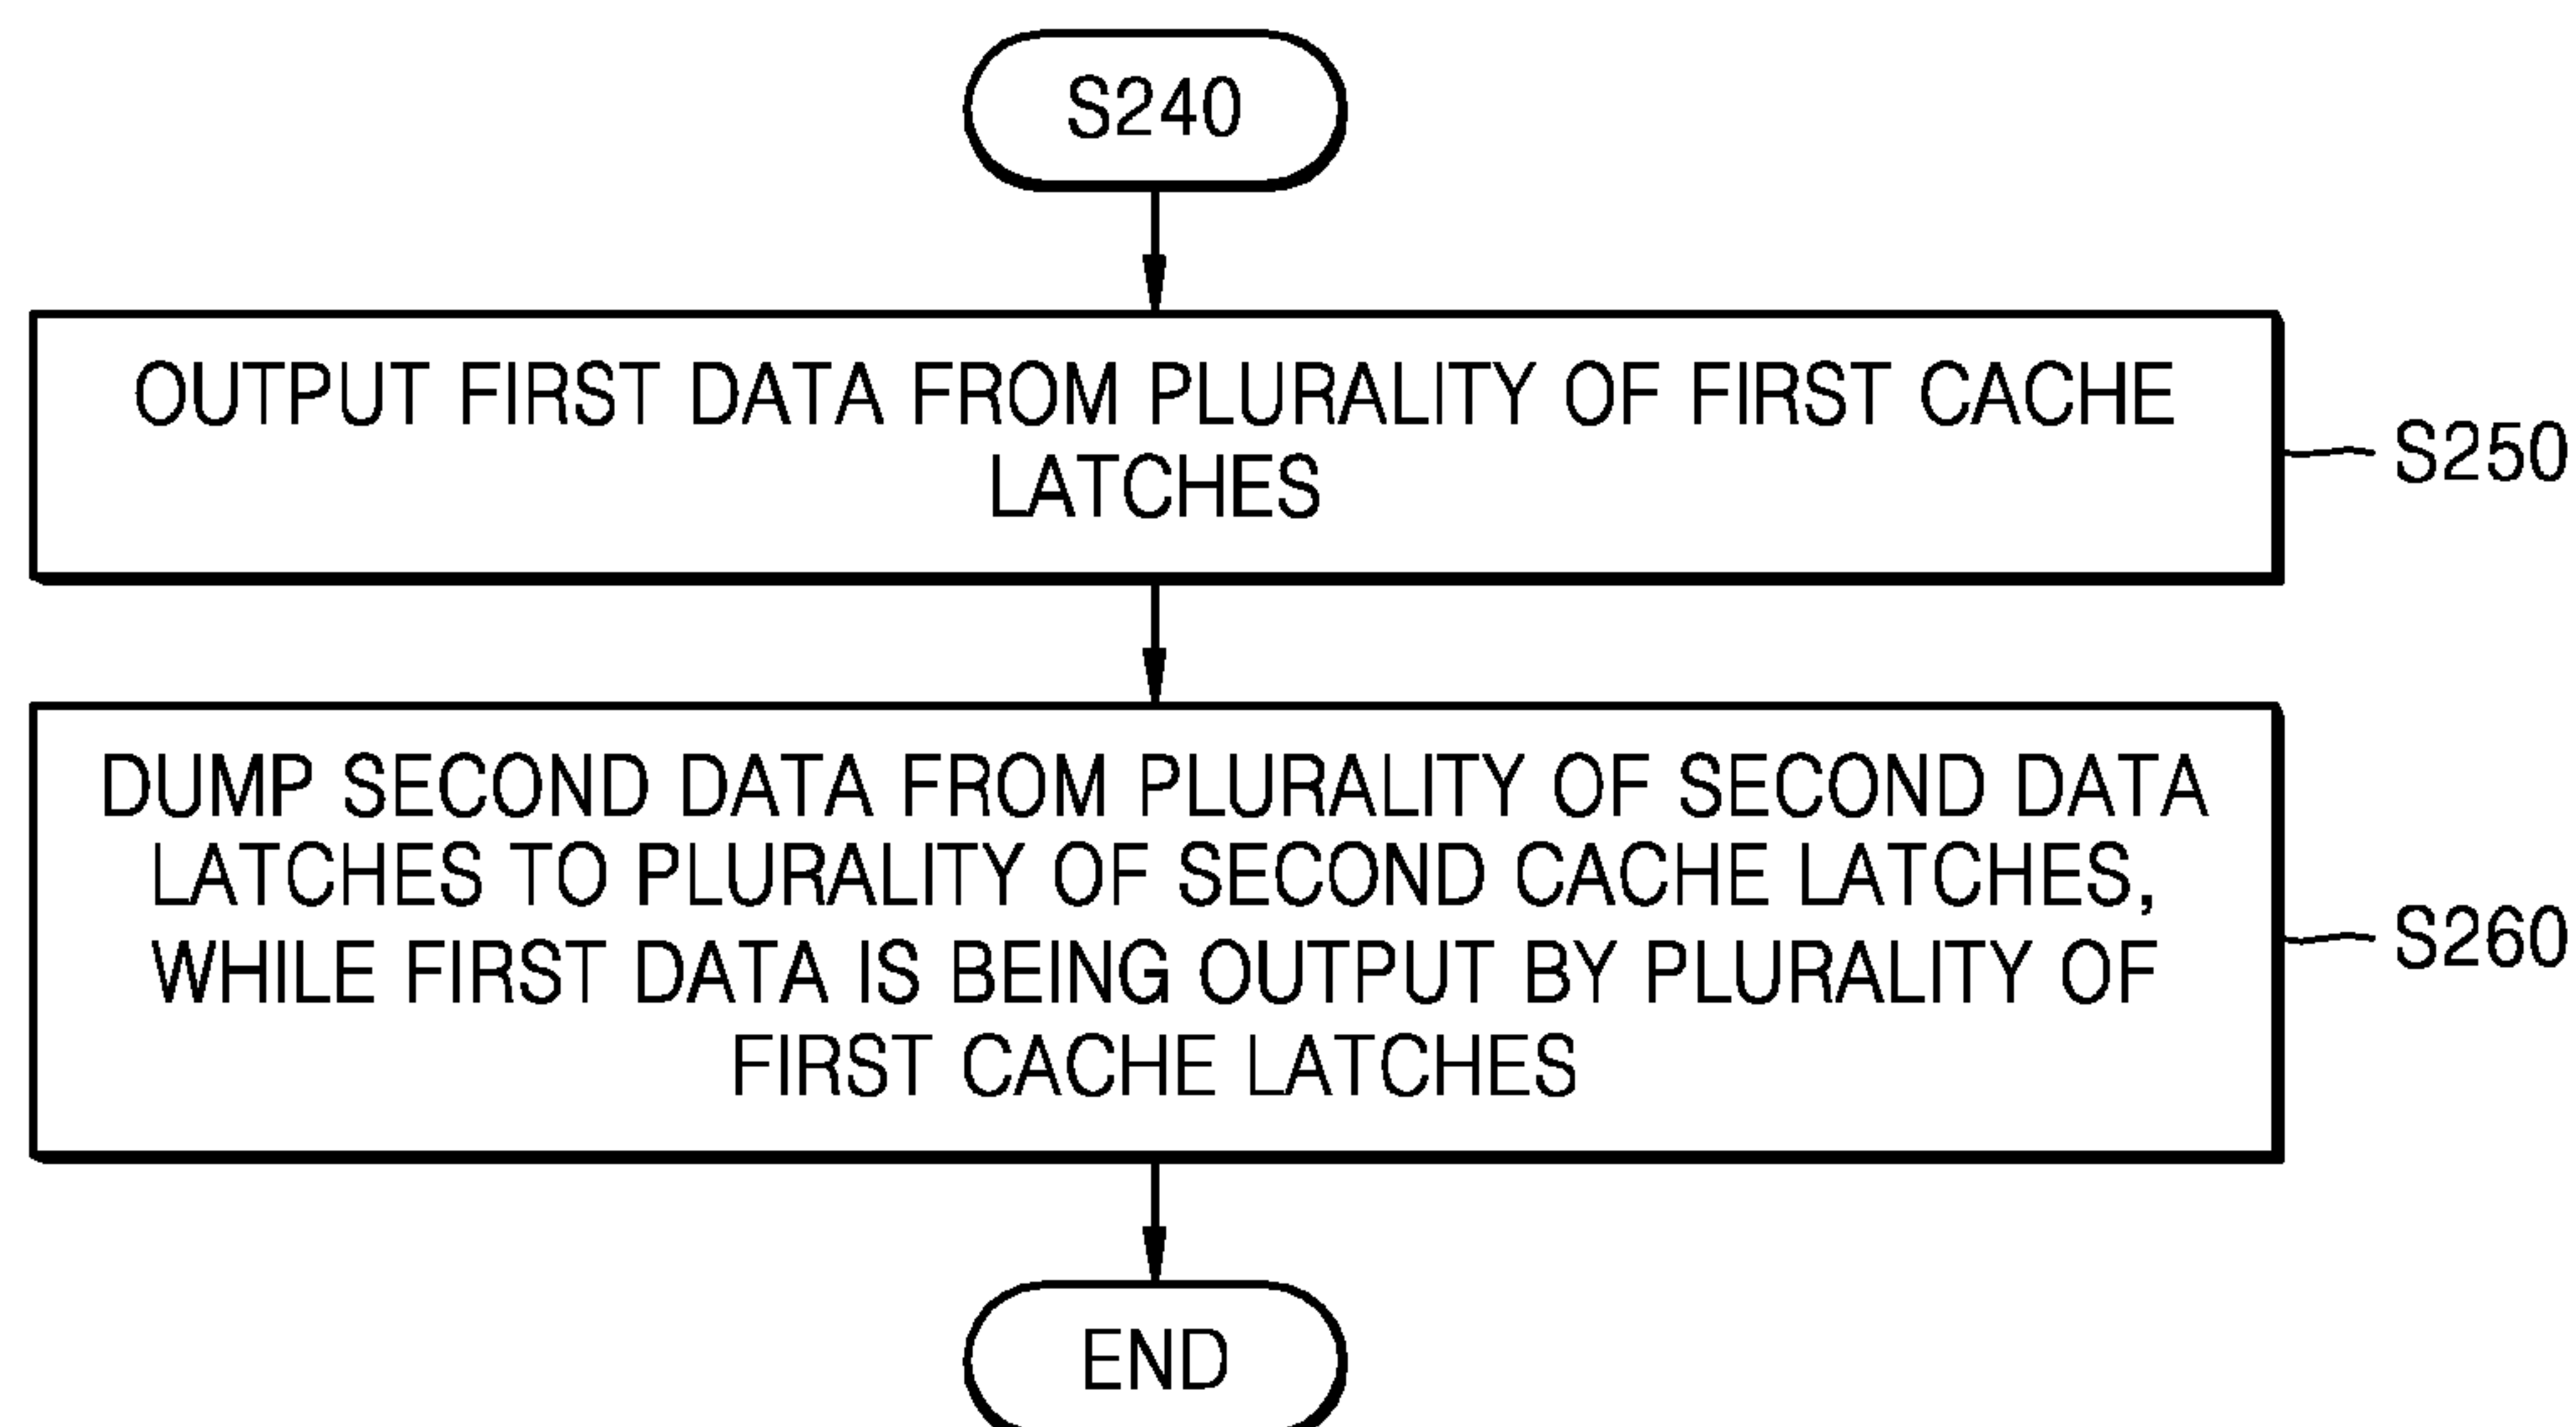 S240
OUTPUT FIRST DATA FROM PLURALITY OF FIRST CACHE
LATCHES
S250
DUMP SECOND DATA FROM PLURALITY OF SECOND DATA
LATCHES TO PLURALITY OF SECOND CACHE LATCHES,
WHILE FIRST DATA IS BEING OUTPUT BY PLURALITY OF
FIRST CACHE LATCHES
S260
END